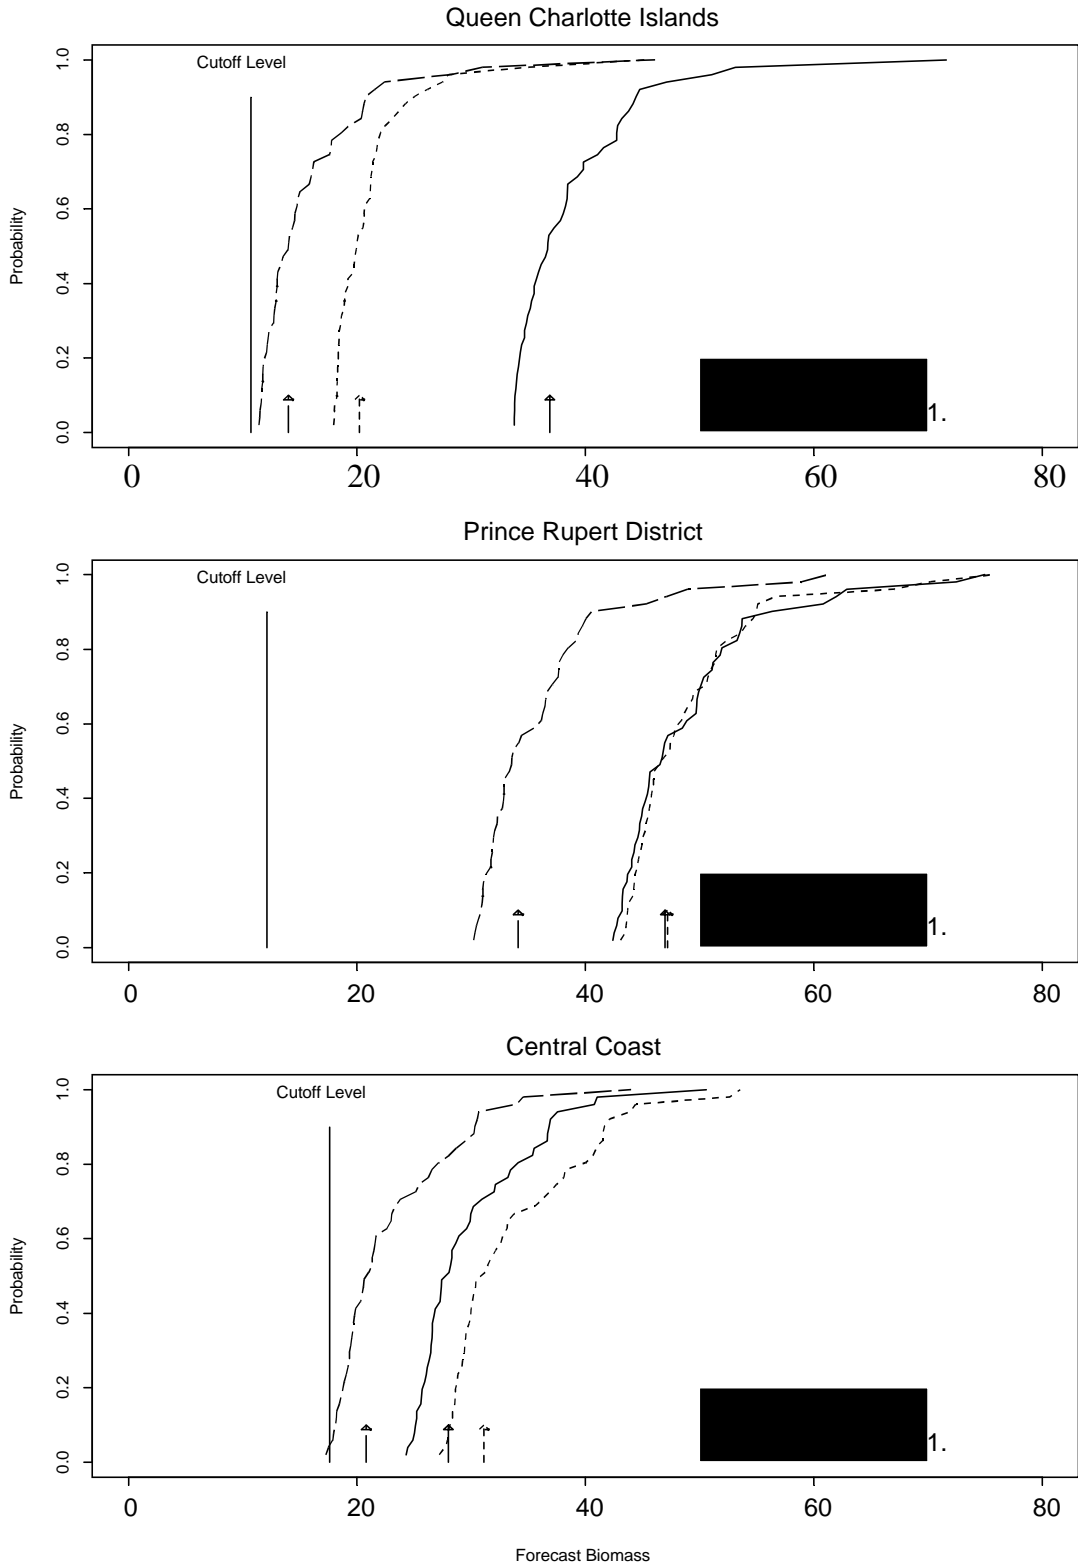 Queen Charlotte Islands
Cutoff Level
Probability
0.0 0.2 0.4 0.6 0.8 1.0
1.
0 20 40 60 80
Prince Rupert District
Cutoff Level
Probability
0.0 0.2 0.4 0.6 0.8 1.0
1.
0 20 40 60 80
Central Coast
Cutoff Level
Probability
0.0 0.2 0.4 0.6 0.8 1.0
1.
0 20 40 60 80
Forecast Biomass